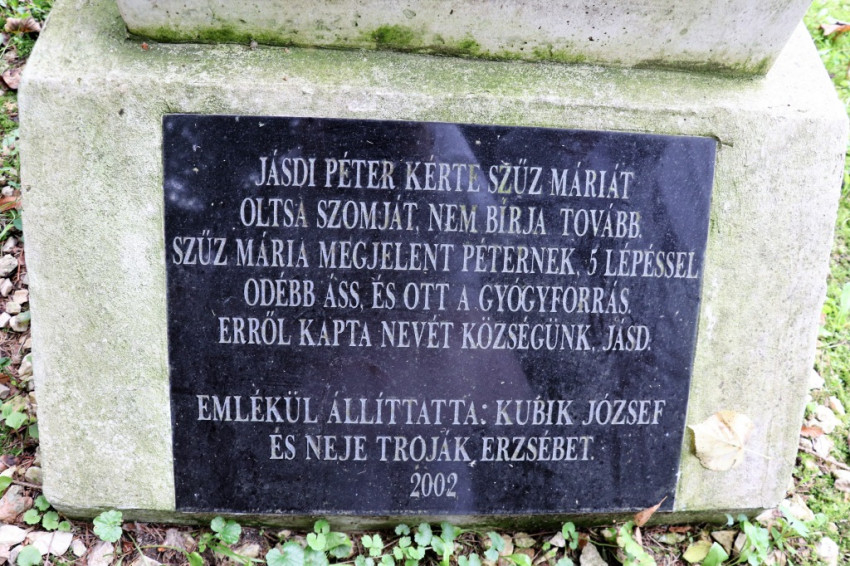 JÁSDI PÉTER KÉRTE SZŰZ MÁRIÁT
OLTSA SZOMJÁT, NEM BÍRJA TOVÁBB.
SZŰZ MÁRIA MEGJELENT PÉTERNEK, 5 LÉPÉSSEL
ODÉBB ÁSS, ÉS OTT A GYÓGYFORRÁS.
ERRŐL KAPTA NEVÉT KÖZSÉGÜNK, JÁSD.
EMLÉKÜL ÁLLÍTTATTA: KUBIK JÓZSEF
ÉS NEJE TROJÁK ERZSÉBET.
2002